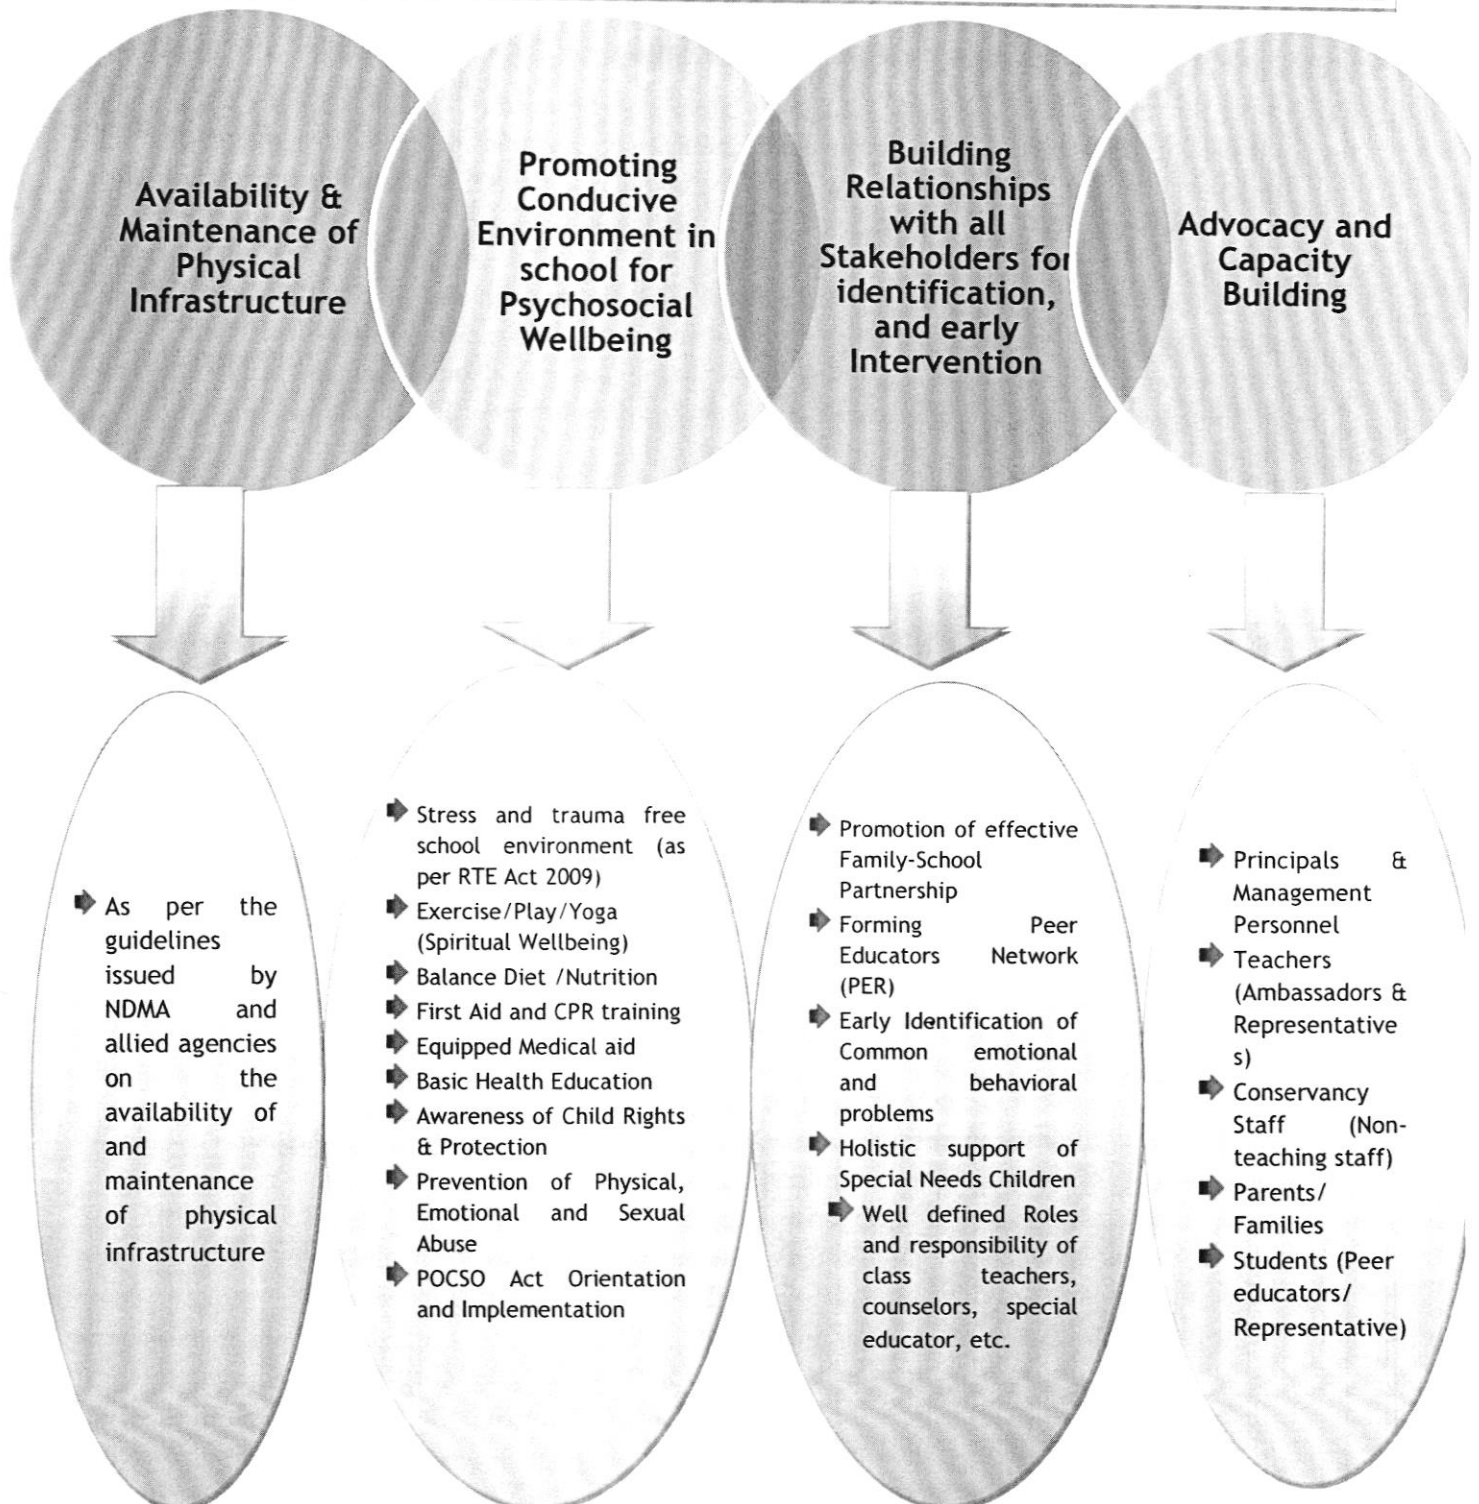 Availability &
Maintenance of
Physical
Infrastructure
Promoting
Conducive
Environment in
school for
Psychosocial
Wellbeing
Building
Relationships
with all
Stakeholders for
identification,
and early
Intervention
Advocacy and
Capacity
Building
As per the
guidelines
issued by
NDMA and
allied agencies
on the
availability of
and
maintenance
of physical
infrastructure
Stress and trauma free
school environment (as
per RTE Act 2009)
Exercise/Play/Yoga
(Spiritual Wellbeing)
Balance Diet /Nutrition
First Aid and CPR training
Equipped Medical aid
Basic Health Education
Awareness of Child Rights
& Protection
Prevention of Physical,
Emotional and Sexual
Abuse
POCSO Act Orientation
and Implementation
Promotion of effective
Family-School
Partnership
Forming Peer
Educators Network
(PER)
Early Identification of
Common emotional
and behavioral
problems
Holistic support of
Special Needs Children
Well defined Roles
and responsibility of
class teachers,
counselors, special
educator, etc.
Principals &
Management
Personnel
Teachers
(Ambassadors &
Representative
s)
Conservancy
Staff (Non-
teaching staff)
Parents/
Families
Students (Peer
educators/
Representative)